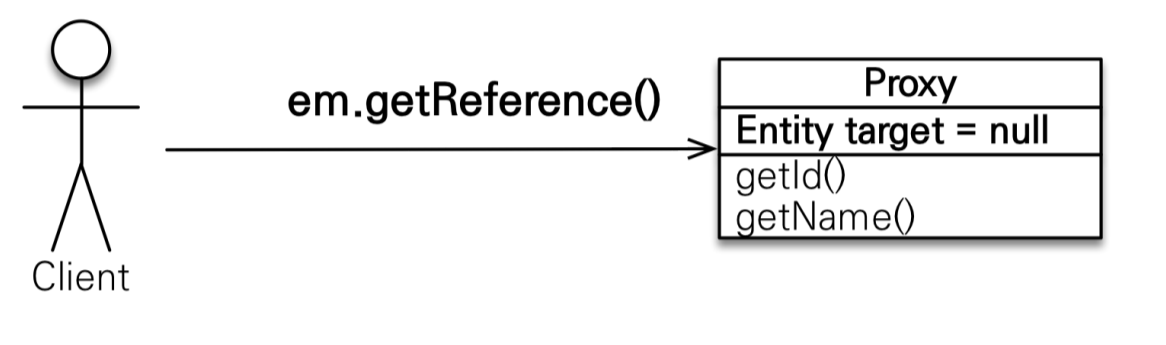 em.getReference()
Proxy
Entity target = null
getId()
getName()
Client